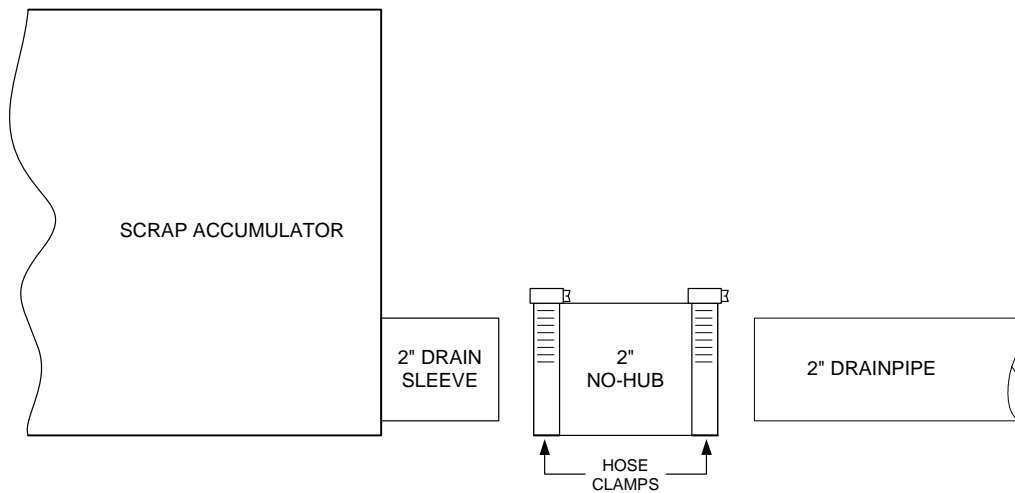 SCRAP ACCUMULATOR
2" DRAIN
SLEEVE
2"
NO-HUB
2" DRAINPIPE
HOSE
CLAMPS